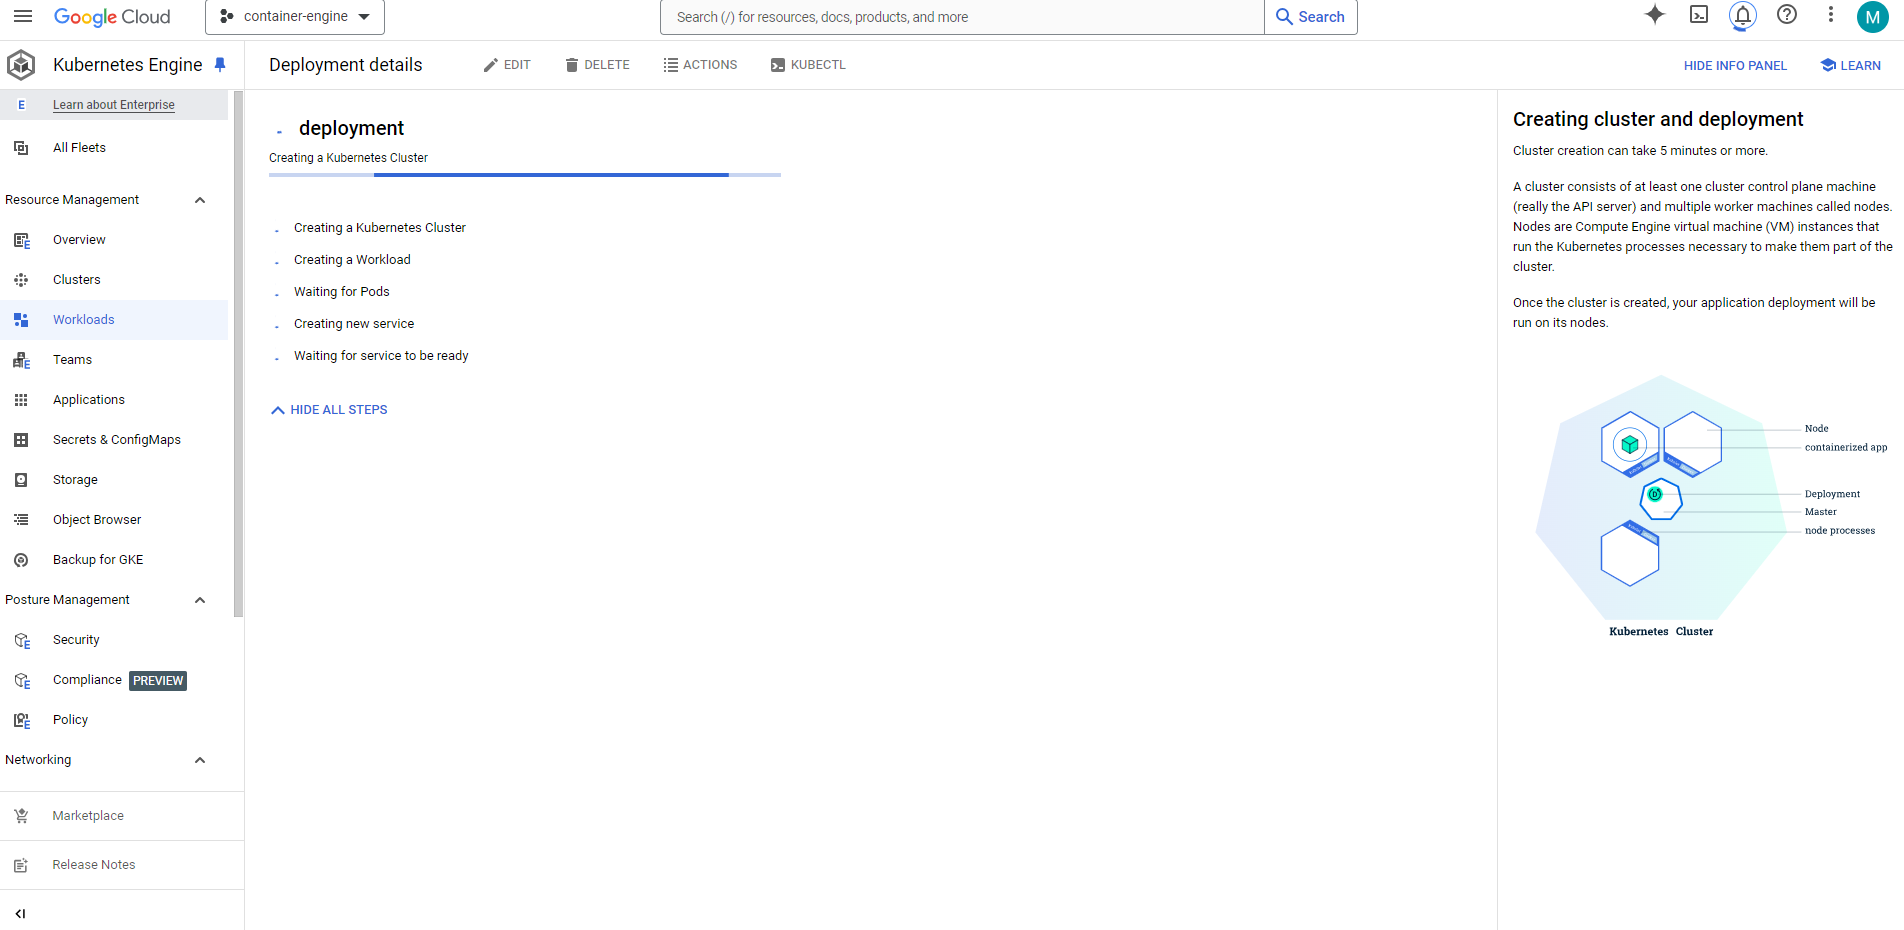 Google Cloud
container-engine
Search (/) for resources, docs, products, and more
Search
M
Kubernetes Engine
Deployment details
EDIT
DELETE
ACTIONS
KUBECTL
HIDE INFO PANEL
LEARN
E Learn about Enterprise
All Fleets
Resource Management
Overview
Clusters
Workloads
Teams
Applications
Secrets & ConfigMaps
Storage
Object Browser
Backup for GKE
Posture Management
Security
Compliance PREVIEW
Policy
Networking
Marketplace
Release Notes
deployment
Creating a Kubernetes Cluster
Creating a Kubernetes Cluster
Creating a Workload
Waiting for Pods
Creating new service
Waiting for service to be ready
HIDE ALL STEPS
Creating cluster and deployment
Cluster creation can take 5 minutes or more.
A cluster consists of at least one cluster control plane machine
(really the API server) and multiple worker machines called nodes.
Nodes are Compute Engine virtual machine (VM) instances that
run the Kubernetes processes necessary to make them part of the
cluster.
Once the cluster is created, your application deployment will be
run on its nodes.
Node
containerized app
Deployment
Master
node processes
Kubernetes Cluster